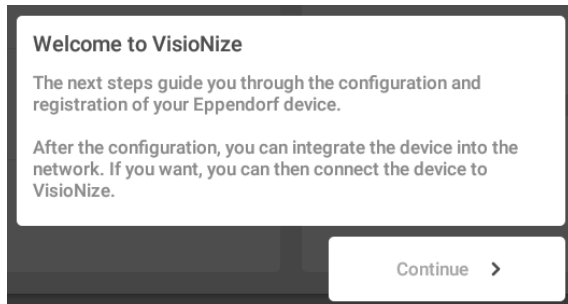 Welcome to VisioNize
The next steps guide you through the configuration and
registration of your Eppendorf device.
After the configuration, you can integrate the device into the
network. If you want, you can then connect the device to
VisioNize.
Continue